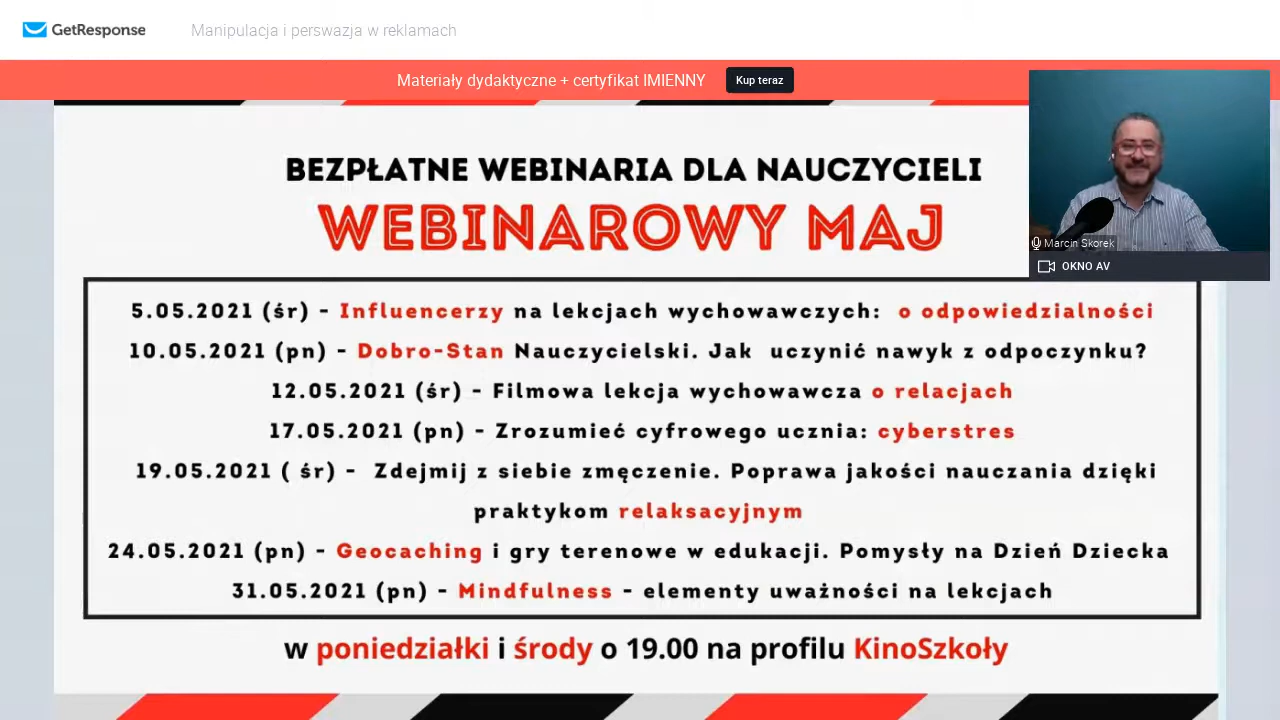 GetResponse
Manipulacja i perswazja w reklamach
Materiały dydaktyczne + certyfikat IMIENNY
Kup teraz
BEZPŁATNE WEBINARIA DLA NAUCZYCIELI
WEBINAROWY MAJ
Marcin Skorek
OKNO AV
5.05.2021 (śr) - Influencerzy na lekcjach wychowawczych: o odpowiedzialności
10.05.2021 (pn) - Dobro-Stan Nauczycielski. Jak uczynić nawyk z odpoczynku?
12.05.2021 (śr) - Filmowa lekcja wychowawcza o relacjach
17.05.2021 (pn) - Zrozumieć cyfrowego ucznia: cyberstres
19.05.2021 ( śr) - Zdejmij z siebie zmęczenie. Poprawa jakości nauczania dzięki
praktykom relaksacyjnym
24.05.2021 (pn) - Geocaching i gry terenowe w edukacji. Pomysły na Dzień Dziecka
31.05.2021 (pn) - Mindfulness - elementy uważności na lekcjach
w poniedziałki i środy o 19.00 na profilu KinoSzkoły